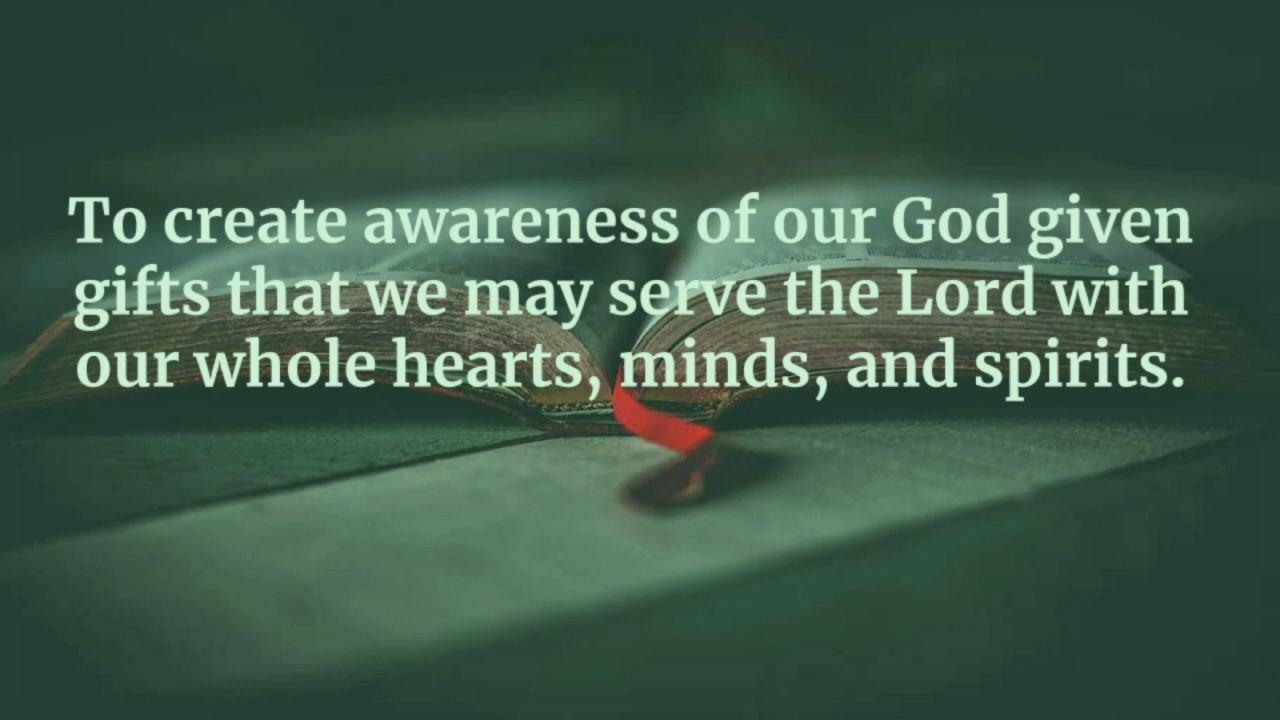 To create awareness of our God given
gifts that we may serve the Lord with
our whole hearts, minds, and spirits.